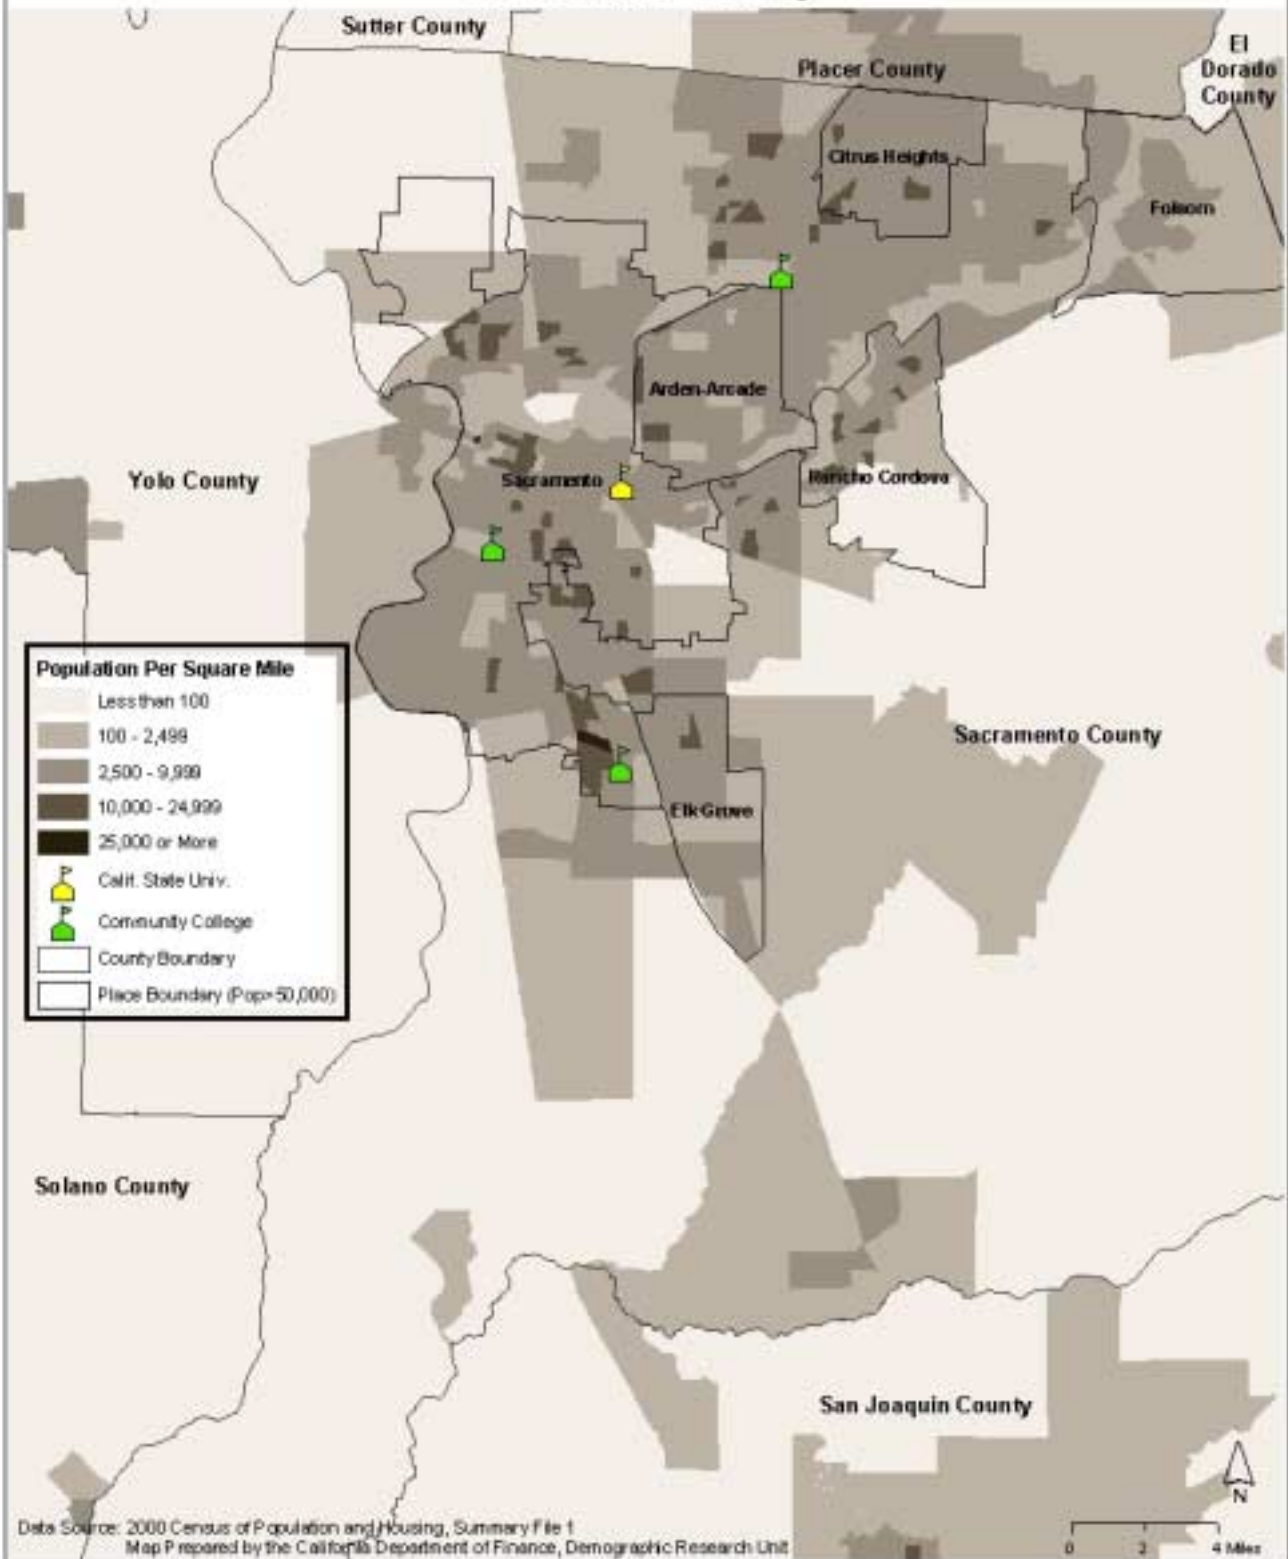 Sutter County
El
Dorado
County
Placer County
Citrus Heights
Folsom
Arden-Arcade
Yolo County
Sacramento
Rancho Cordova
Population Per Square Mile
Less than 100
100 - 2,499
2,500 - 9,999
10,000 - 24,999
25,000 or More
Calif. State Univ.
Community College
County Boundary
Place Boundary (Pop>50,000)
Sacramento County
Elk Grove
Solano County
San Joaquin County
N
0 2 4 Miles
Data Source: 2000 Census of Population and Housing, Summary File 1
Map Prepared by the California Department of Finance, Demographic Research Unit